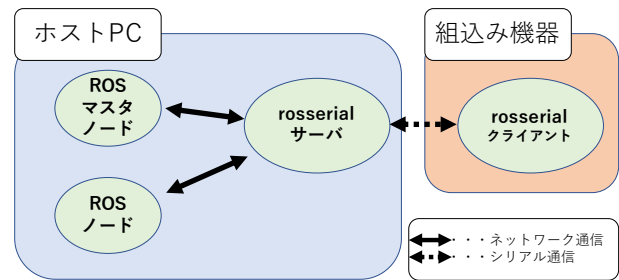 ホストPC
組込み機器
ROS
マスタ
ノード
rosserial
サーバ
rosserial
クライアント
ROS
ノード
・・・ネットワーク通信
・・・シリアル通信